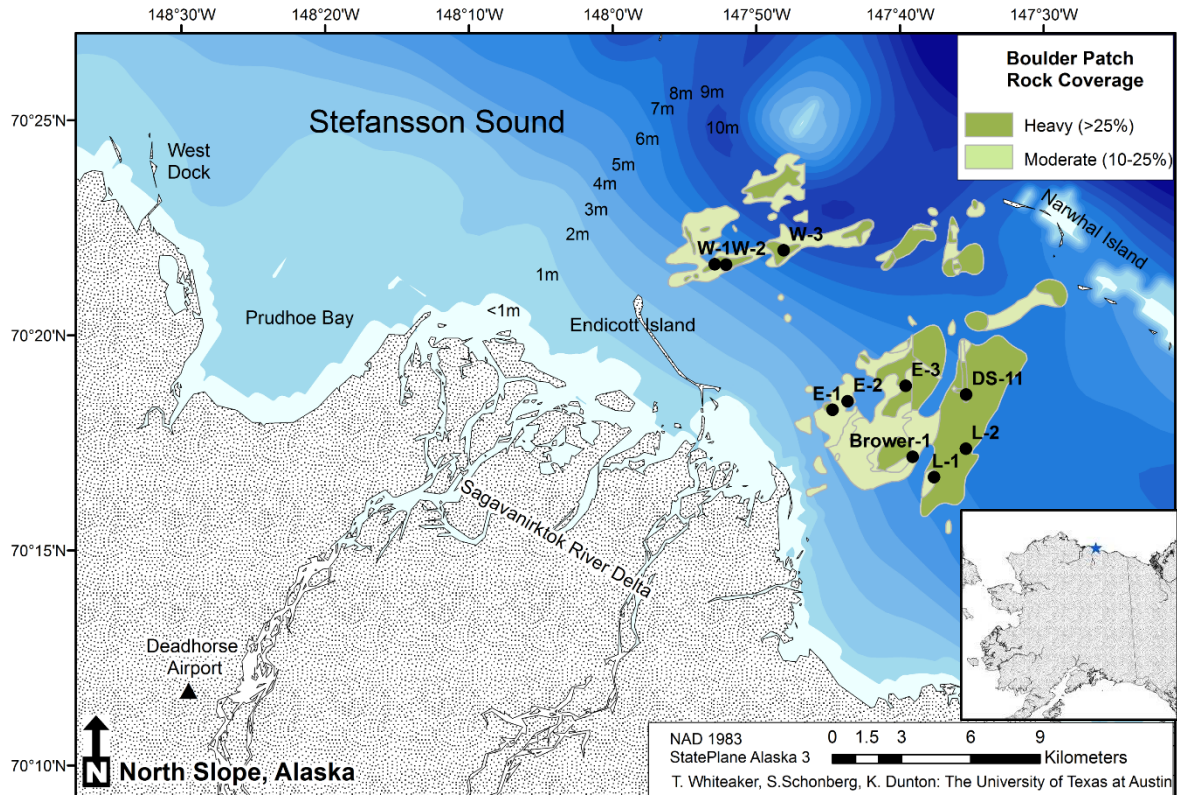 148°30'W
148°20'W
148°10'W
148°0'W
147°50'W
147°40'W
147°30'W
Boulder Patch
Rock Coverage
Heavy (>25%)
Moderate (10-25%)
70°25'N
70°20'N
70°15'N
70°10'N
Stefansson Sound
8m
9m
7m
10m
6m
5m
4m
3m
2m
1m
<1m
West
Dock
Narwhal Island
W-1
W-2
W-3
Prudhoe Bay
Endicott Island
E-1
E-2
E-3
DS-11
Brower-1
L-2
L-1
Sagavanirktok River Delta
Deadhorse
Airport
N
North Slope, Alaska
NAD 1983
StatePlane Alaska 3
0 1.5 3 6 9
Kilometers
T. Whiteaker, S.Schonberg, K. Dunton: The University of Texas at Austin